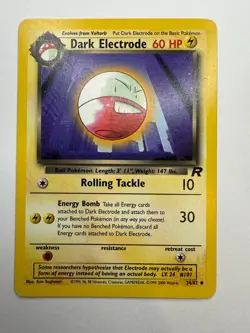 Evolves from Voltorb Put Dark Electrode on the Basic Pokémon
Dark Electrode 60 HP
Ball Pokémon. Length: 3' 11", Weight: 147 lbs.
R
Rolling Tackle 10
Energy Bomb Take all Energy cards
attached to Dark Electrode and attach them to
your Benched Pokémon (in any way you choose).
If you have no Benched Pokémon, discard all
Energy cards attached to Dark Electrode.
30
weakness resistance retreat cost
Some researchers hypothesize that Electrode may actually be a
form of energy instead of having an actual body. LV. 24 #101
34/82